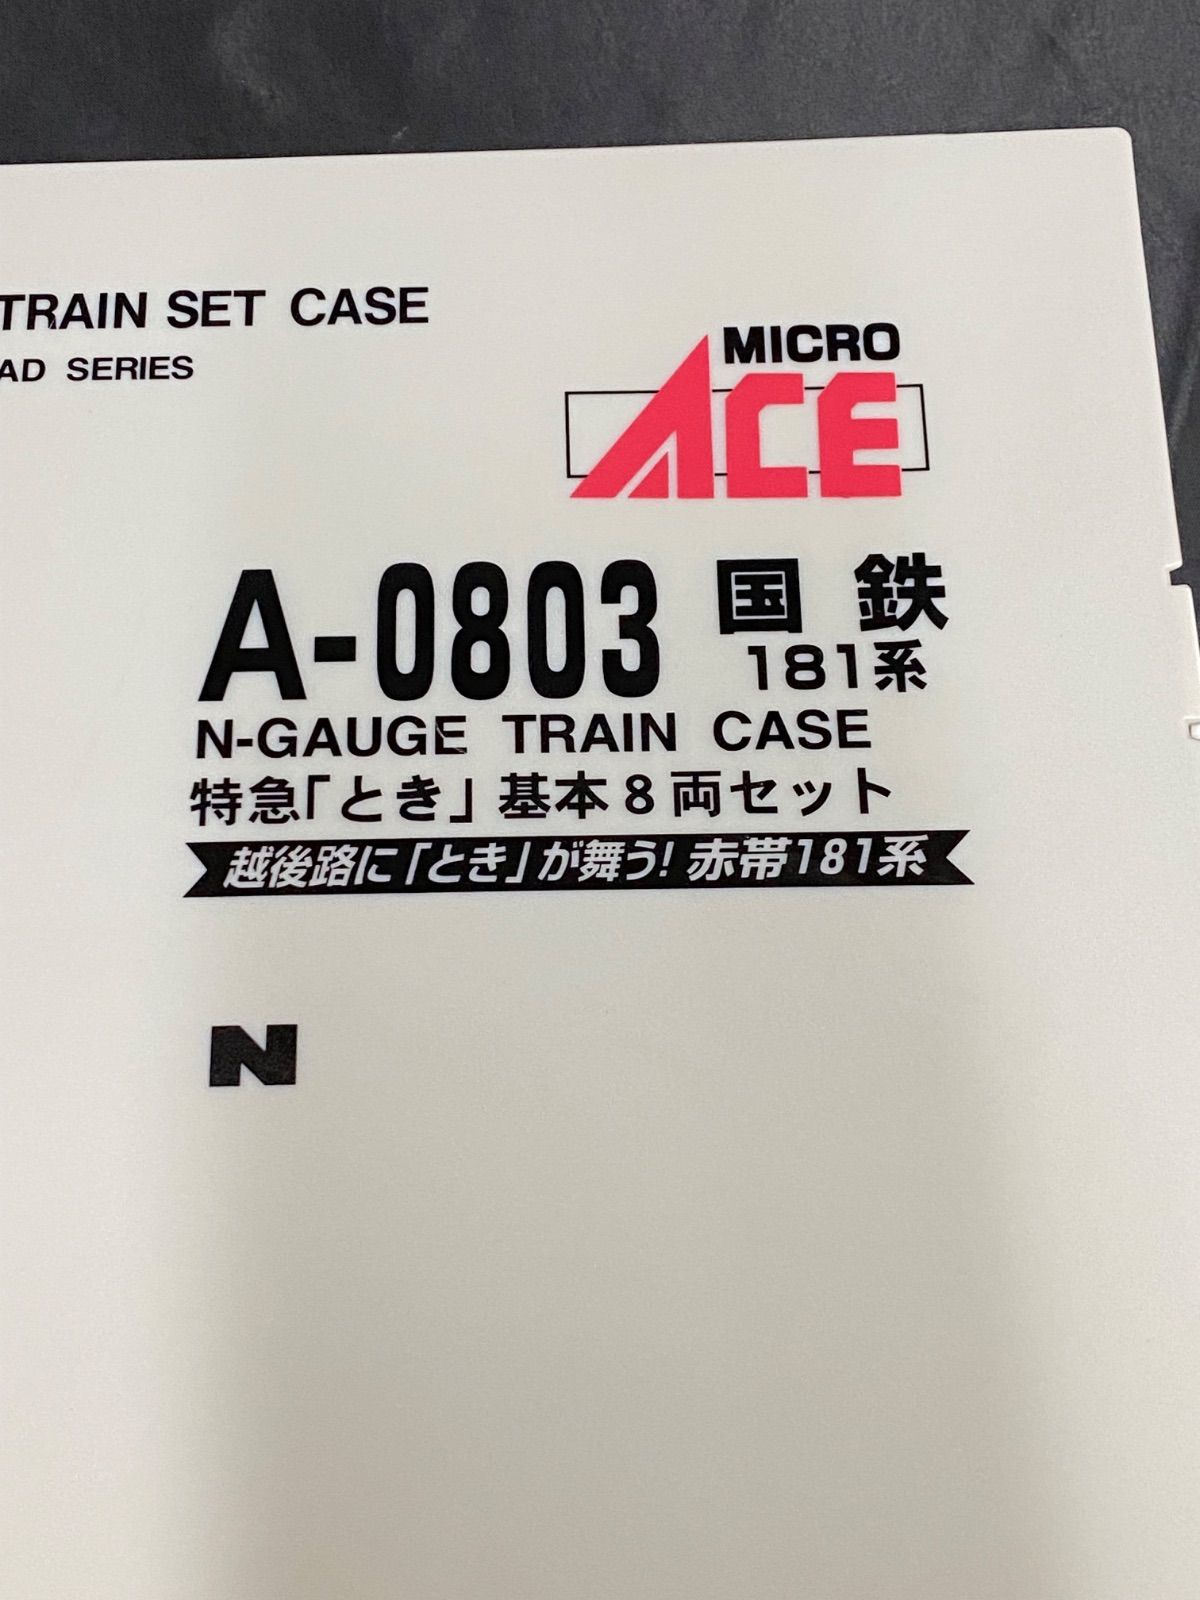 TRAIN SET CASE
AD SERIES
MICRO
ACE
A-0803 国鉄
181系
N-GAUGE TRAIN CASE
特急「とき」基本8両セット
越後路に「とき」が舞う!赤帯181系
N